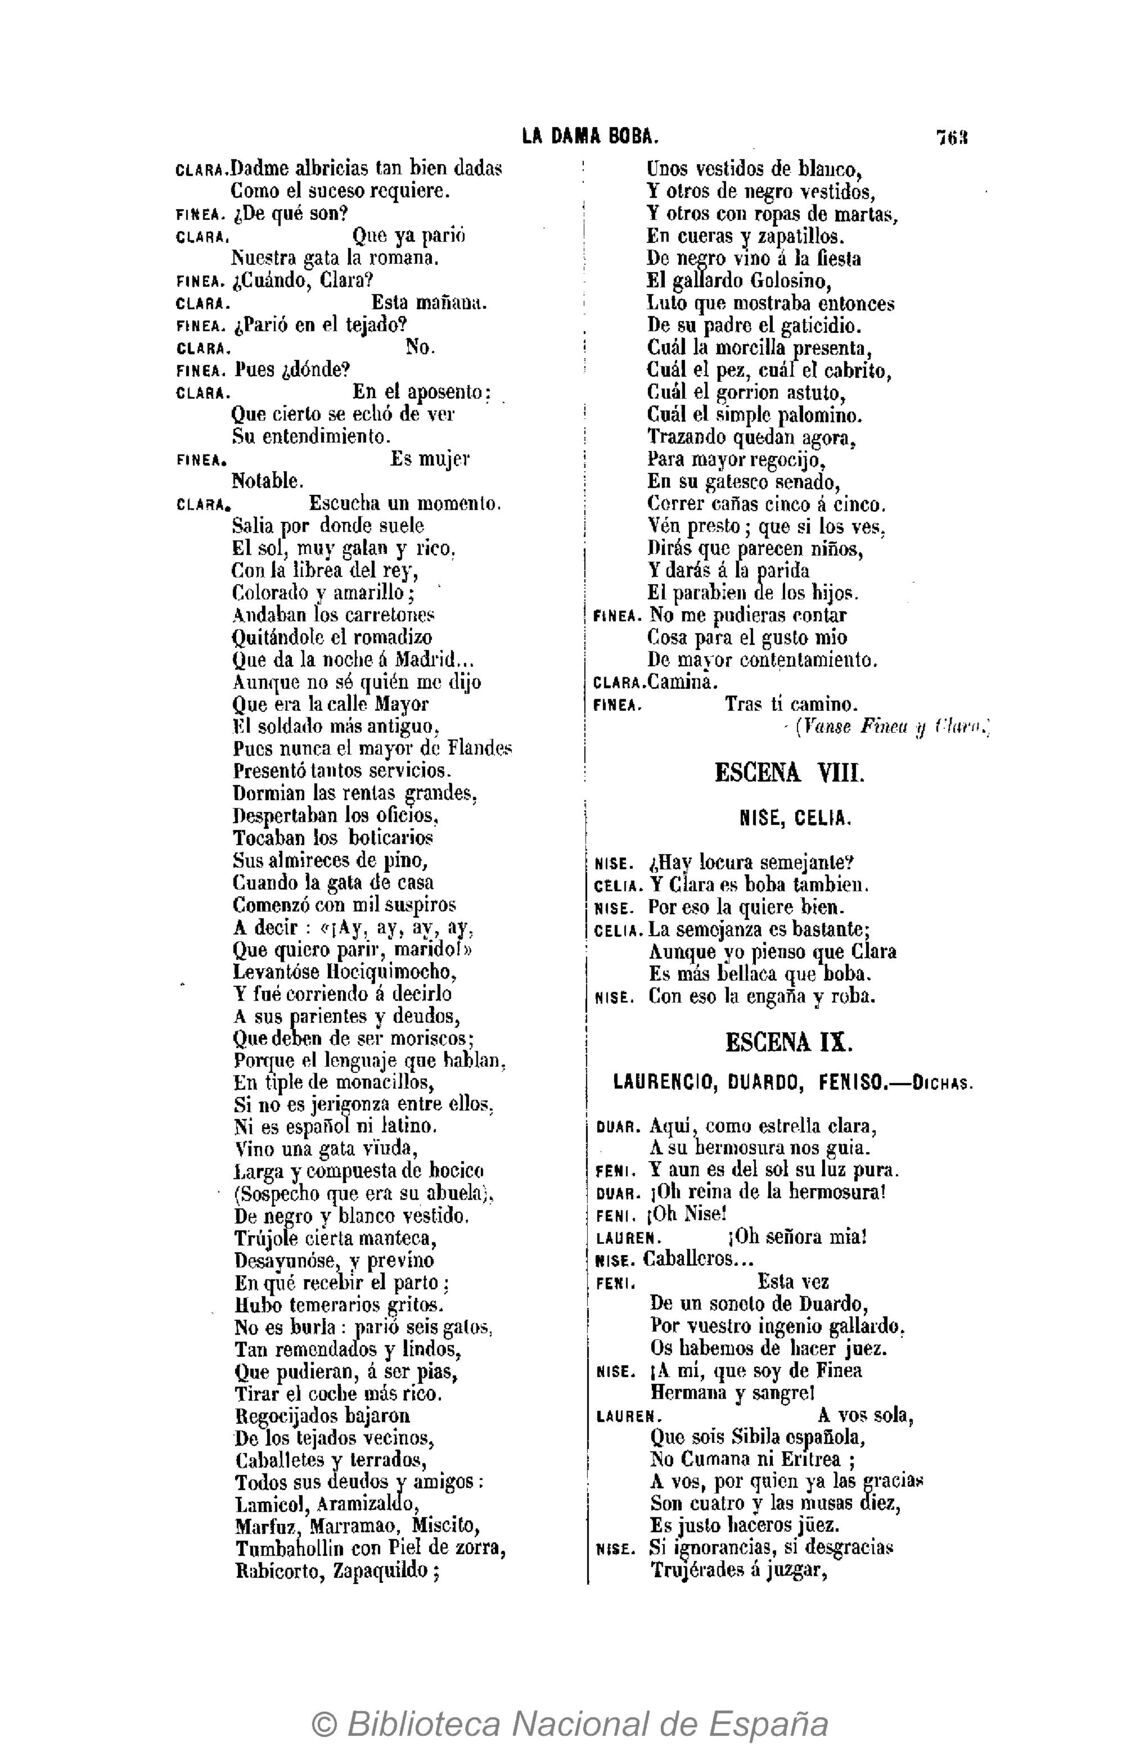 LA DAMA BOBA. 763
CLARA. Dadme albricias tan bien dadas
Como el suceso requiere.
FINEA. ¿De qué son?
CLARA. Que ya parió
Nuestra gata la romana.
FINEA. ¿Cuándo, Clara?
CLARA. Esta mañana.
FINEA. ¿Parió en el tejado?
CLARA. No.
FINEA. Pues ¿dónde?
CLARA. En el aposento;
Que cierto se echó de ver
Su entendimiento.
FINEA. Es mujer
Notable.
CLARA. Escucha un momento.
Salia por donde suele
El sol, muy galan y rico,
Con la librea del rey,
Colorado y amarillo;
Andaban los carretones
Quitándole el romadizo
Que da la noche á Madrid...
Aunque no sé quién me dijo
Que era la calle Mayor
El soldado más antiguo,
Pues nunca el mayor de Flandes
Presentó tantos servicios.
Dormian las rentas grandes,
Despertaban los oficios,
Tocaban los boticarios
Sus almireces de pino,
Cuando la gata de casa
Comenzó con mil suspiros
A decir : «¡Ay, ay, ay, ay,
Que quiero parir, marido!»
Levantóse Hociquimocho,
Y fué corriendo á decirlo
A sus parientes y deudos,
Que deben de ser moriscos;
Porque el lenguaje que hablan,
En tiple de monacillos,
Si no es jerigonza entre ellos,
Ni es español ni latino.
Vino una gata viuda,
Larga y compuesta de hocico
(Sospecho que era su abuela),
De negro y blanco vestido.
Trújole cierta manteca,
Desayunóse, y previno
En qué recebir el parto;
Hubo temerarios gritos.
No es burla : parió seis gatos,
Tan remendados y lindos,
Que pudieran, á ser pias,
Tirar el coche más rico.
Regocijados bajaron
De los tejados vecinos,
Caballetes y terrados,
Todos sus deudos y amigos :
Lamicol, Aramizaldo,
Marfuz, Marramao, Miscito,
Tumbahollin con Piel de zorra,
Rabicorto, Zapaquildo;
Unos vestidos de blanco,
Y otros de negro vestidos,
Y otros con ropas de martas,
En cueras y zapatillos.
De negro vino á la fiesta
El gallardo Golosino,
Luto que mostraba entonces
De su padre el gaticidio.
Cuál la morcilla presenta,
Cuál el pez, cuál el cabrito,
Cuál el gorrion astuto,
Cuál el simple palomino.
Trazando quedan agora,
Para mayor regocijo,
En su gatesco senado,
Correr cañas cinco á cinco.
Vén presto ; que si los ves,
Dirás que parecen niños,
Y darás á la parida
El parabien de los hijos.
FINEA. No me pudieras contar
Cosa para el gusto mio
De mayor contentamiento.
CLARA. Camina.
FINEA. Tras tí camino.
(Vanse Finea y Clara.)
ESCENA VIII.
NISE, CELIA.
NISE. ¿Hay locura semejante?
CELIA. Y Clara es boba tambien.
NISE. Por eso la quiere bien.
CELIA. La semejanza es bastante;
Aunque yo pienso que Clara
Es más bellaca que boba.
NISE. Con eso la engaña y roba.
ESCENA IX.
LAURENCIO, DUARDO, FENISO.—DICHAS.
DUAR. Aquí, como estrella clara,
A su hermosura nos guia.
FENI. Y aun es del sol su luz pura.
DUAR. ¡Oh reina de la hermosura!
FENI. ¡Oh Nise!
LAUREN. ¡Oh señora mia!
NISE. Caballeros...
FENI. Esta vez
De un soneto de Duardo,
Por vuestro ingenio gallardo,
Os habemos de hacer juez.
NISE. ¡A mí, que soy de Finea
Hermana y sangre!
LAUREN. A vos sola,
Que sois Sibila española,
No Cumana ni Eritrea ;
A vos, por quien ya las gracias
Son cuatro y las musas diez,
Es justo haceros jüez.
NISE. Si ignorancias, si desgracias
Trujérades á juzgar,
© Biblioteca Nacional de España